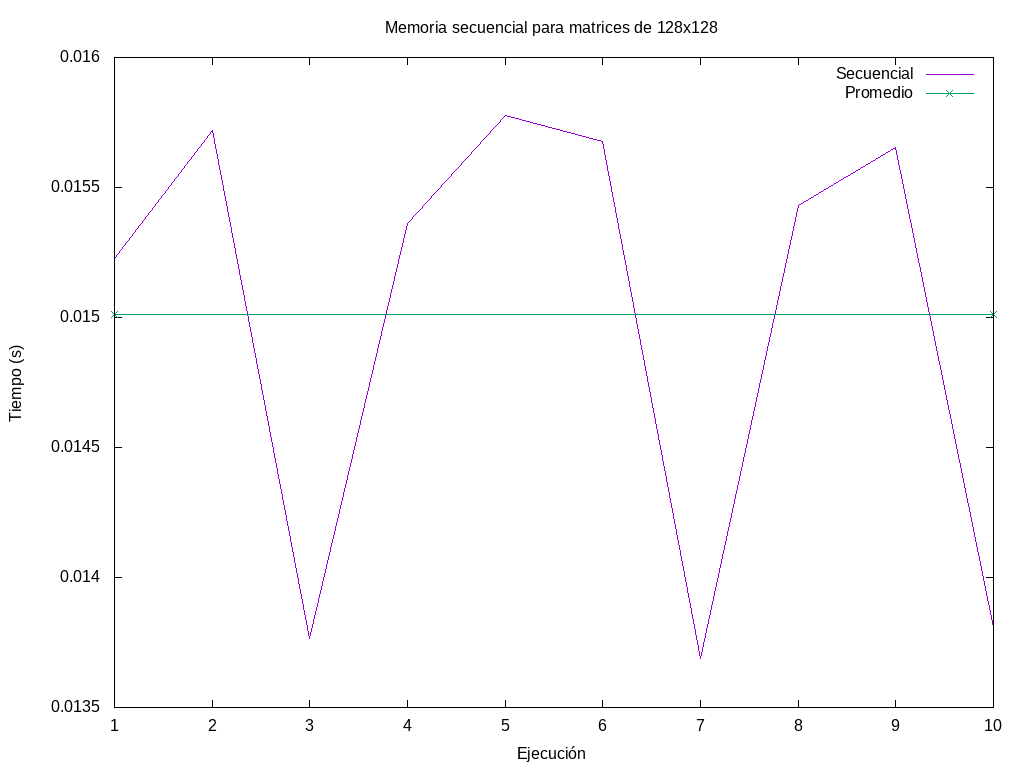 Memoria secuencial para matrices de 128x128
Secuencial
Promedio
0.016
0.0155
0.015
0.0145
0.014
0.0135
Tiempo (s)
1 2 3 4 5 6 7 8 9 10
Ejecución